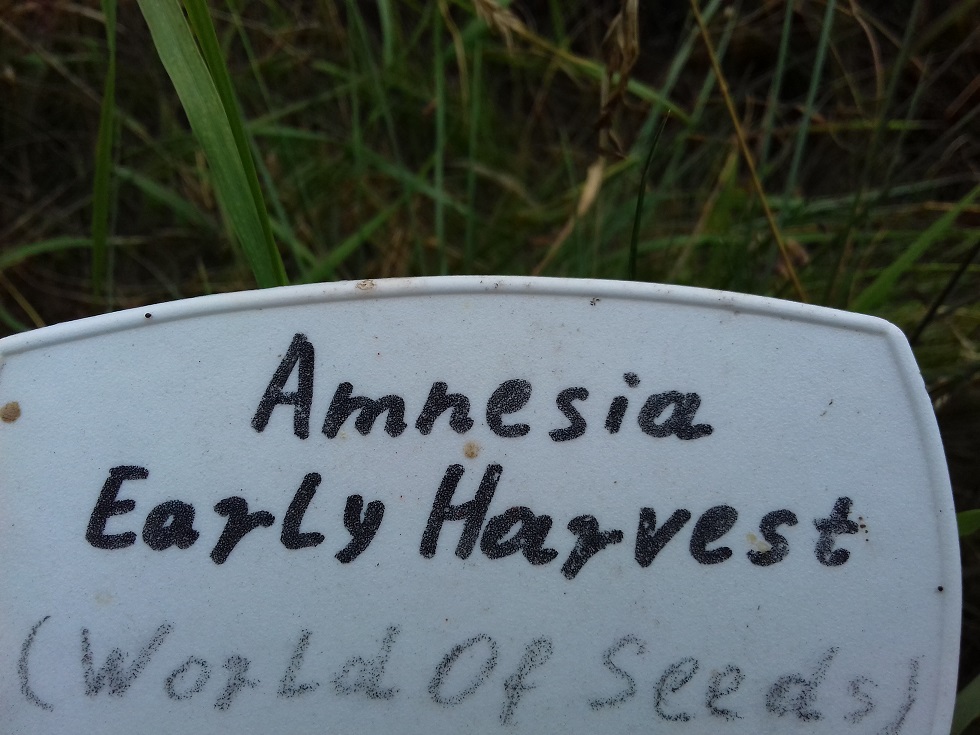 Amnesia
Early Harvest
(World Of Seeds)